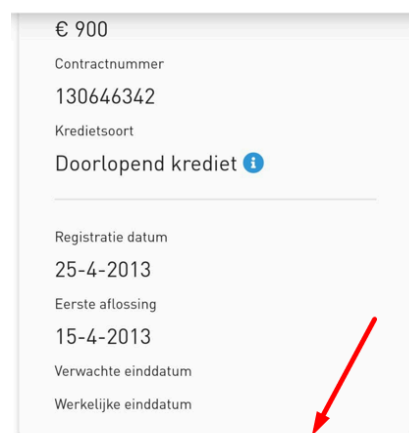 € 900
Contractnummer
130646342
Kredietsoort
Doorlopend krediet
Registratie datum
25-4-2013
Eerste aflossing
15-4-2013
Verwachte einddatum
Werkelijke einddatum